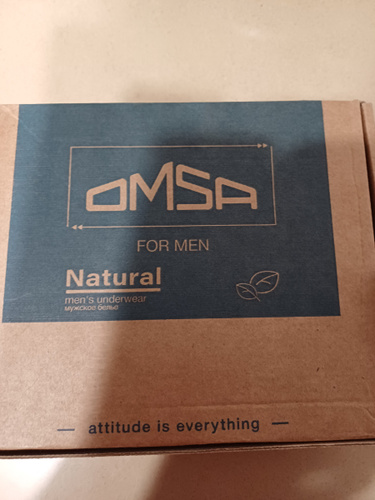 OMSA
FOR MEN
Natural
men's underwear
мужское белье
— attitude is everything —